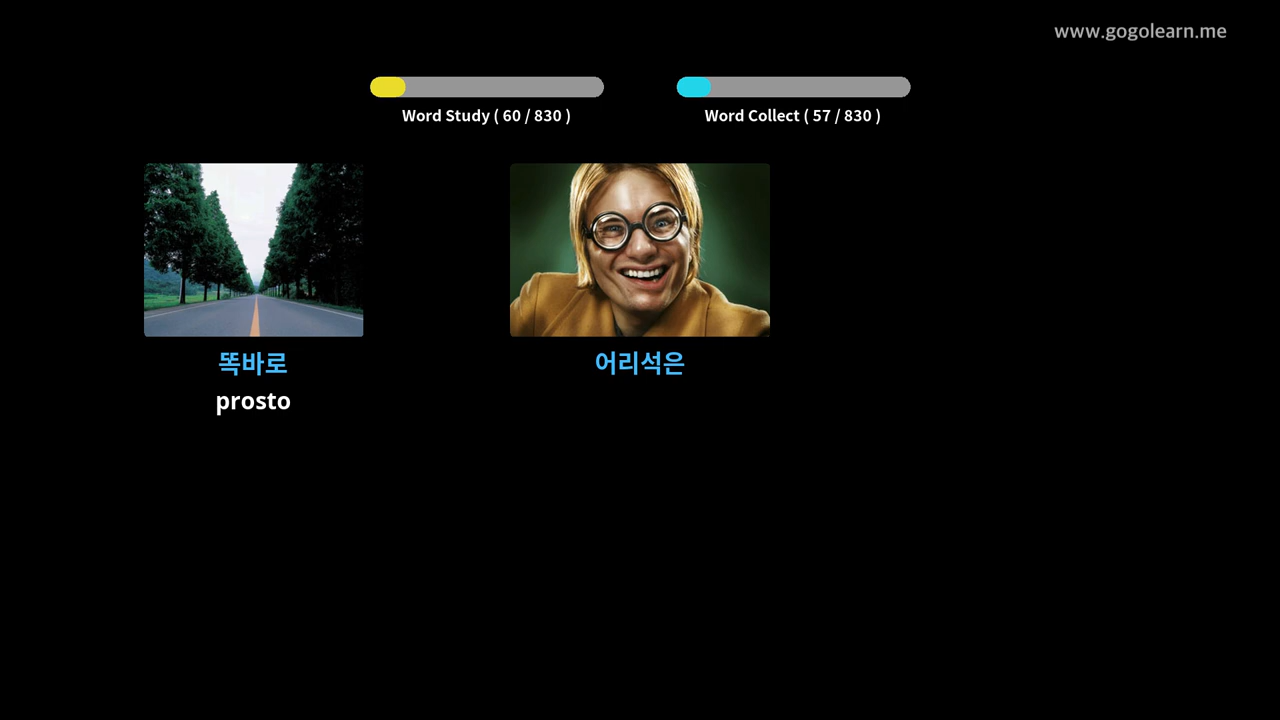 www.gogolearn.me
Word Study ( 60 / 830 )
Word Collect ( 57 / 830 )
똑바로
어리석은
prosto